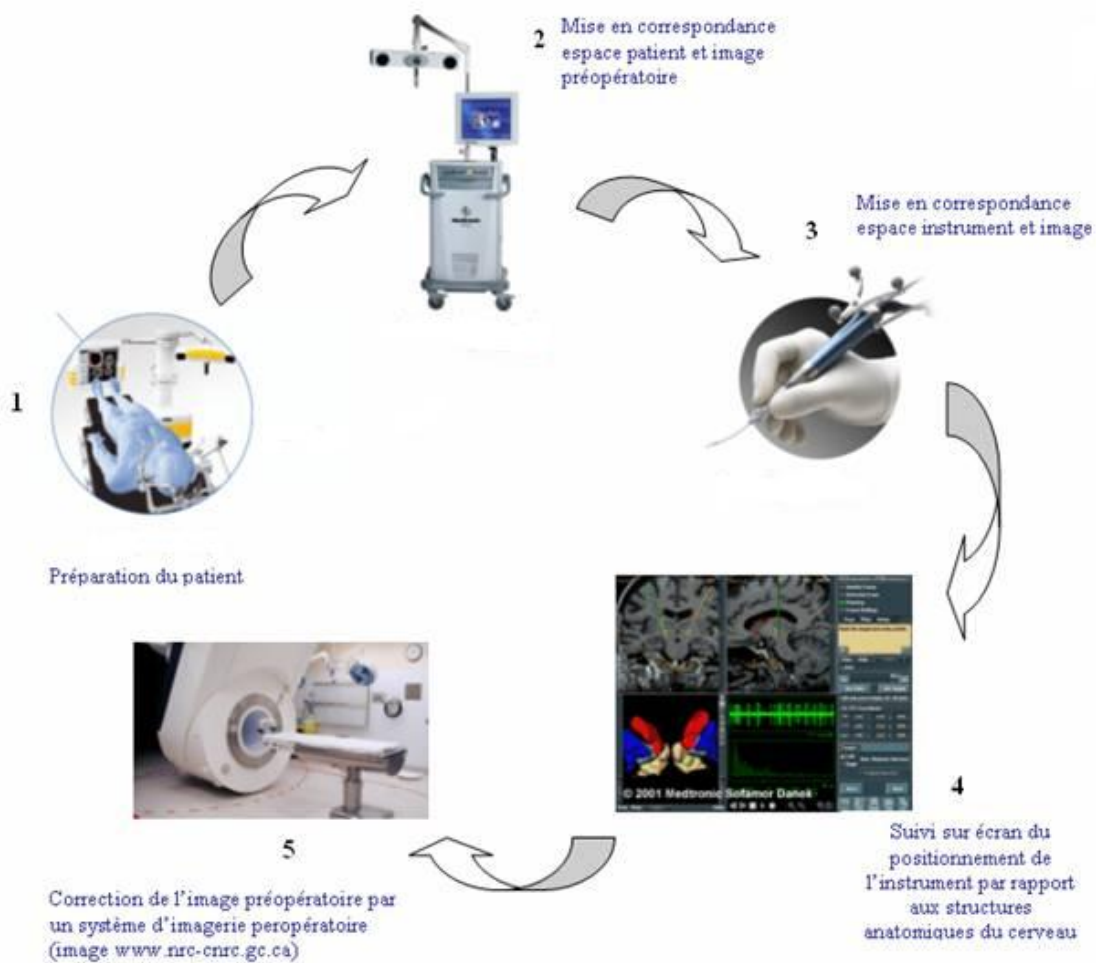 1
Préparation du patient
2
Mise en correspondance
espace patient et image
préopératoire
3
Mise en correspondance
espace instrument et image
© 2001 Medtronic Sofamor Danek
4
Suivi sur écran du
positionnement de
l'instrument par rapport
aux structures
anatomiques du cerveau
5
Correction de l'image préopératoire par
un système d'imagerie peropératoire
(image www.nrc-cnrc.gc.ca)